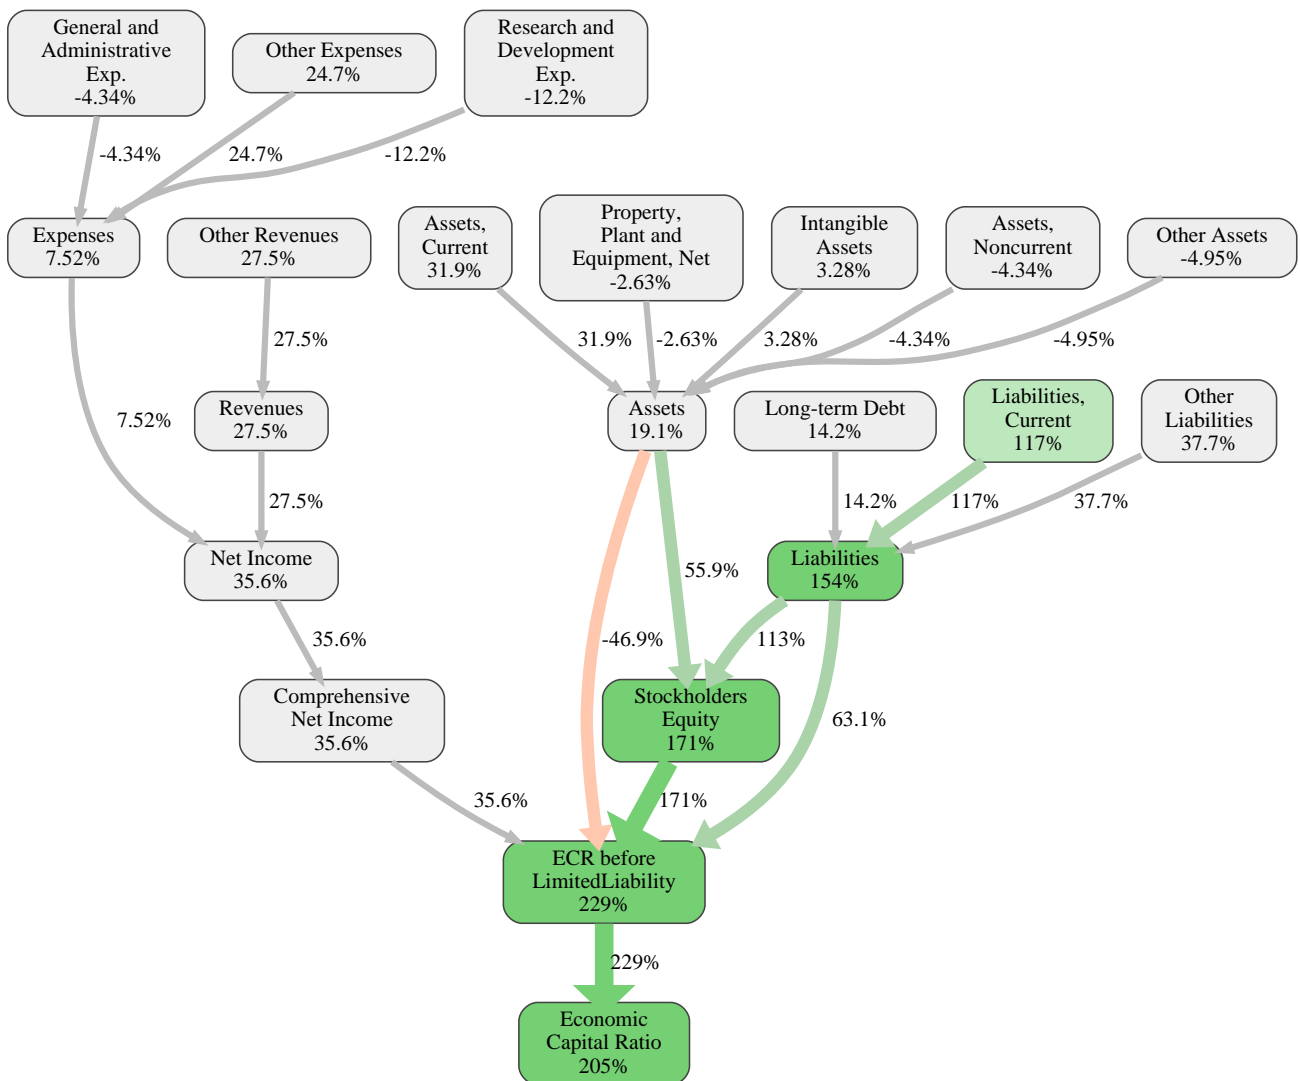 General and
Administrative
Exp.
-4.34%
Other Expenses
24.7%
Research and
Development
Exp.
-12.2%
-4.34%
24.7%
-12.2%
Expenses
7.52%
Other Revenues
27.5%
Assets,
Current
31.9%
Property,
Plant and
Equipment, Net
-2.63%
Intangible
Assets
3.28%
Assets,
Noncurrent
-4.34%
Other Assets
-4.95%
27.5%
31.9%
-2.63%
3.28%
-4.34%
-4.95%
7.52%
Revenues
27.5%
Assets
19.1%
Long-term Debt
14.2%
Liabilities,
Current
117%
Other
Liabilities
37.7%
27.5%
14.2%
117%
37.7%
Net Income
35.6%
55.9%
Liabilities
154%
35.6%
-46.9%
113%
Comprehensive
Net Income
35.6%
Stockholders
Equity
171%
63.1%
35.6%
171%
ECR before
LimitedLiability
229%
229%
Economic
Capital Ratio
205%